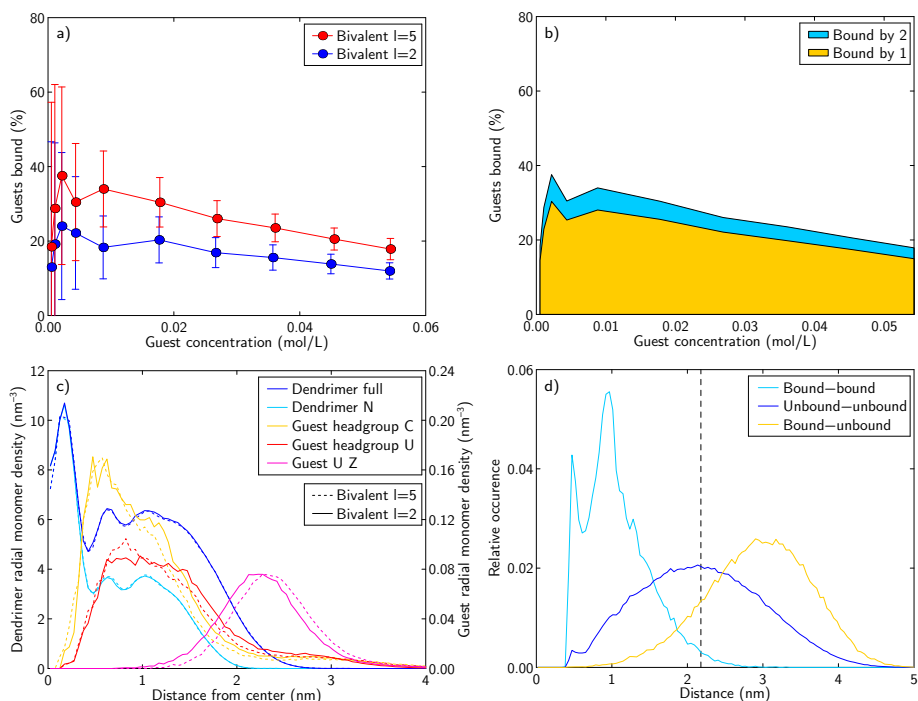 a)
Bivalent l=5
Bivalent l=2
Guests bound (%)
80
60
40
20
0
0.00
0.02
0.04
0.06
Guest concentration (mol/L)
b)
Bound by 2
Bound by 1
Guests bound (%)
80
60
40
20
0
0.00
0.01
0.02
0.03
0.04
0.05
Guest concentration (mol/L)
c)
Dendrimer full
Dendrimer N
Guest headgroup C
Guest headgroup U
Guest U Z
Bivalent l=5
Bivalent l=2
Dendrimer radial monomer density (nm⁻³)
12
10
8
6
4
2
0
Guest radial monomer density (nm⁻³)
0.24
0.20
0.16
0.12
0.08
0.04
0.00
0
1
2
3
4
Distance from center (nm)
d)
Bound−bound
Unbound−unbound
Bound−unbound
Relative occurence
0.06
0.04
0.02
0.00
0
1
2
3
4
5
Distance (nm)